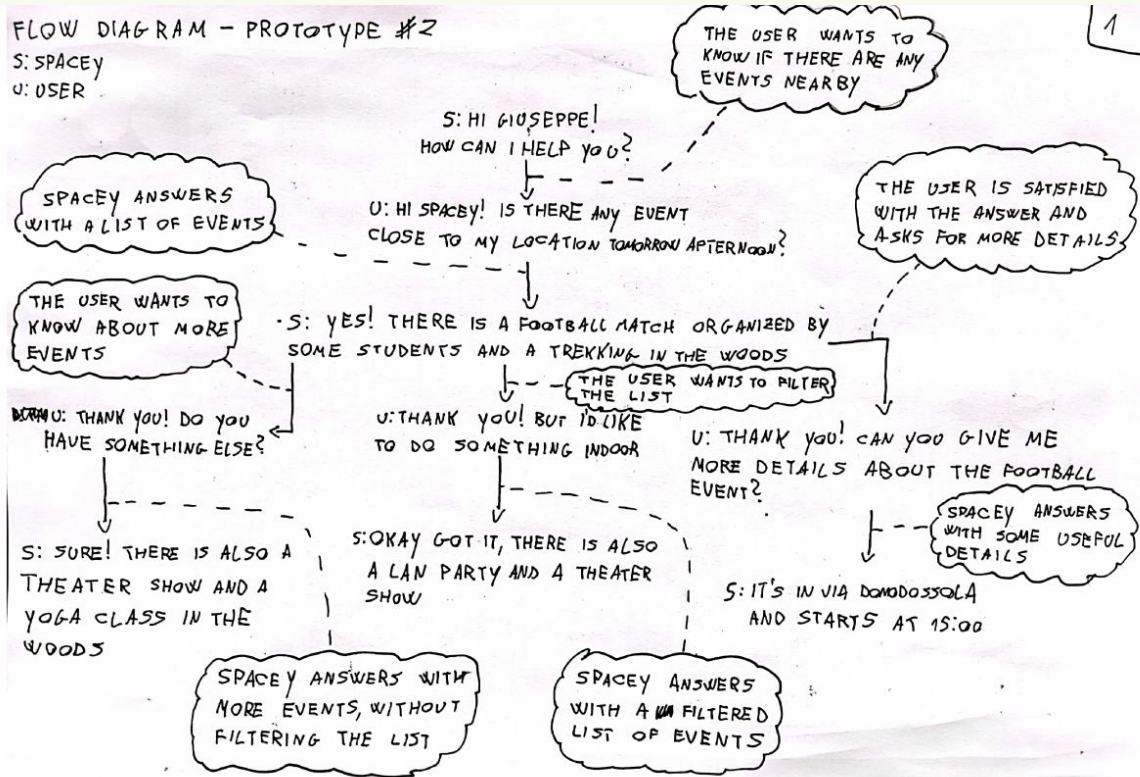 FLOW DIAGRAM - PROTOTYPE #2
S: SPACEY
U: USER
1
THE USER WANTS TO
KNOW IF THERE ARE ANY
EVENTS NEARBY
S: HI GIUSEPPE!
HOW CAN I HELP YOU?
SPACEY ANSWERS
WITH A LIST OF EVENTS
U: HI SPACEY! IS THERE ANY EVENT
CLOSE TO MY LOCATION TOMORROW AFTERNOON?
THE USER IS SATISFIED
WITH THE ANSWER AND
ASKS FOR MORE DETAILS
THE USER WANTS TO
KNOW ABOUT MORE
EVENTS
S: YES! THERE IS A FOOTBALL MATCH ORGANIZED BY
SOME STUDENTS AND A TREKKING IN THE WOODS
THE USER WANTS TO FILTER
THE LIST
U: THANK YOU! DO YOU
HAVE SOMETHING ELSE?
U: THANK YOU! BUT I'D LIKE
TO DO SOMETHING INDOOR
U: THANK YOU! CAN YOU GIVE ME
MORE DETAILS ABOUT THE FOOTBALL
EVENT?
SPACEY ANSWERS
WITH SOME USEFUL
DETAILS
S: SURE! THERE IS ALSO A
THEATER SHOW AND A
YOGA CLASS IN THE
WOODS
S: OKAY GOT IT, THERE IS ALSO
A LAN PARTY AND A THEATER
SHOW
S: IT'S IN VIA DOMODOSSOLA
AND STARTS AT 15:00
SPACEY ANSWERS WITH
MORE EVENTS, WITHOUT
FILTERING THE LIST
SPACEY ANSWERS
WITH A FILTERED
LIST OF EVENTS